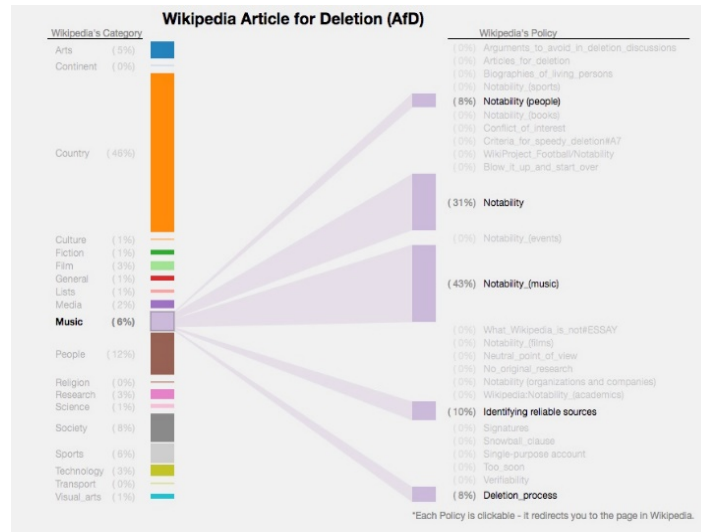 Wikipedia Article for Deletion (AfD)
Wikipedia's Category
Arts (5%)
Continent (0%)
Country (46%)
Culture (1%)
Fiction (1%)
Film (3%)
General (1%)
Lists (1%)
Media (2%)
Music (6%)
People (12%)
Religion (0%)
Research (3%)
Science (1%)
Society (8%)
Sports (6%)
Technology (3%)
Transport (0%)
Visual_arts (1%)
Wikipedia's Policy
(0%) Arguments_to_avoid_in_deletion_discussions
(0%) Articles_for_deletion
(0%) Biographies_of_living_persons
(0%) Notability_(sports)
(8%) Notability (people)
(0%) Notability_(books)
(0%) Conflict_of_interest
(0%) Criteria_for_speedy_deletion#A7
(0%) WikiProject_Football/Notability
(0%) Blow_it_up_and_start_over
(31%) Notability
(0%) Notability_(events)
(43%) Notability_(music)
(0%) What_Wikipedia_is_not#ESSAY
(0%) Notability_(films)
(0%) Neutral_point_of_view
(0%) No_original_research
(0%) Notability (organizations and companies)
(0%) Wikipedia:Notability_(academics)
(10%) Identifying reliable sources
(0%) Signatures
(0%) Snowball_clause
(0%) Single-purpose_account
(0%) Too_soon
(0%) Verifiability
(8%) Deletion_process
*Each Policy is clickable - it redirects you to the page in Wikipedia.